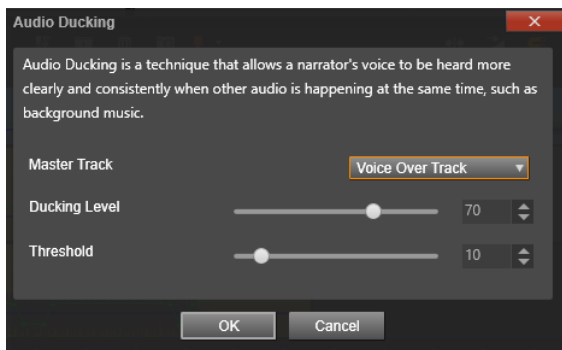 Audio Ducking
Audio Ducking is a technique that allows a narrator's voice to be heard more
clearly and consistently when other audio is happening at the same time, such as
background music.
Master Track
Voice Over Track
Ducking Level
70
Threshold
10
OK
Cancel